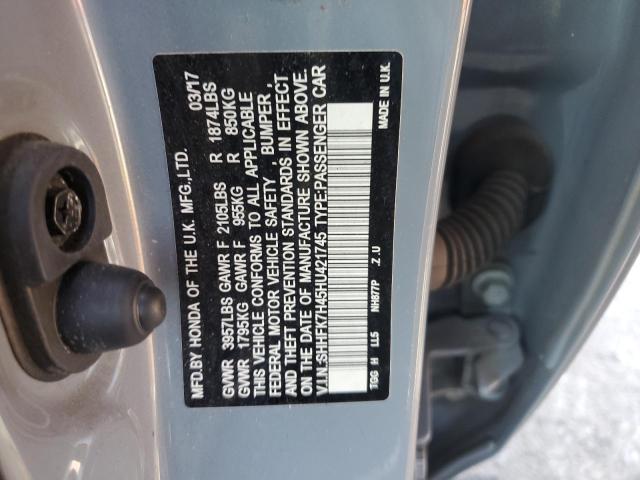 MFD.BY HONDA OF THE U.K. MFG.,LTD. 03/17
GVWR 3957LBS GAWR F 2105LBS R 1874LBS
GVWR 1795KG GAWR F 955KG R 850KG
THIS VEHICLE CONFORMS TO ALL APPLICABLE
FEDERAL MOTOR VEHICLE SAFETY , BUMPER ,
AND THEFT PREVENTION STANDARDS IN EFFECT
ON THE DATE OF MANUFACTURE SHOWN ABOVE.
V.I.N.:SHHFK7H45HU421745 TYPE:PASSENGER CAR
TGG H LL5 NH877P .Z.U MADE IN U.K.